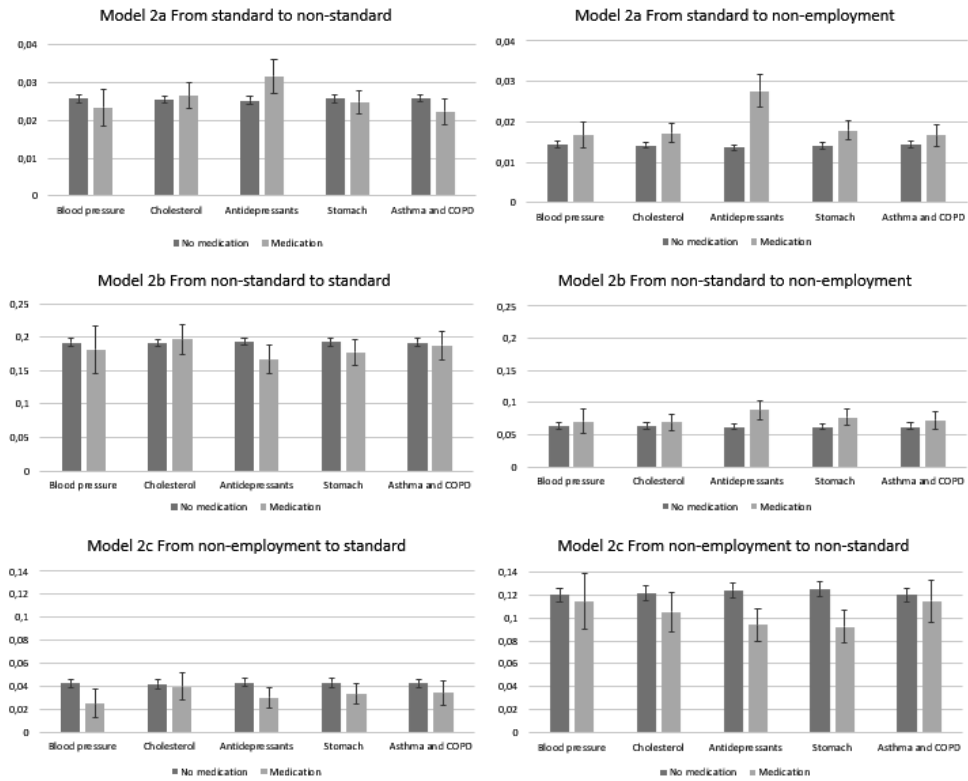 Model 2a From standard to non-standard
0,04
0,03
0,02
0,01
0
Blood pressure Cholesterol Antidepressants Stomach Asthma and COPD
No medication Medication
Model 2a From standard to non-employment
0,04
0,03
0,02
0,01
0
Blood pressure Cholesterol Antidepressants Stomach Asthma and COPD
No medication Medication
Model 2b From non-standard to standard
0,25
0,2
0,15
0,1
0,05
0
Blood pressure Cholesterol Antidepressants Stomach Asthma and COPD
No medication Medication
Model 2b From non-standard to non-employment
0,25
0,2
0,15
0,1
0,05
0
Blood pressure Cholesterol Antidepressants Stomach Asthma and COPD
No medication Medication
Model 2c From non-employment to standard
0,14
0,12
0,1
0,08
0,06
0,04
0,02
0
Blood pressure Cholesterol Antidepressants Stomach Asthma and COPD
No medication Medication
Model 2c From non-employment to non-standard
0,14
0,12
0,1
0,08
0,06
0,04
0,02
0
Blood pressure Cholesterol Antidepressants Stomach Asthma and COPD
No medication Medication